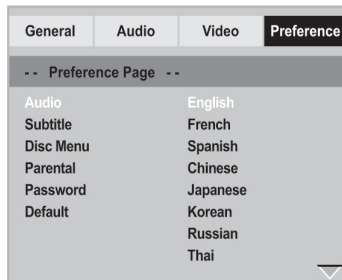 General Audio Video Preference
-- Preference Page --
Audio English
Subtitle French
Disc Menu Spanish
Parental Chinese
Password Japanese
Default Korean
Russian
Thai